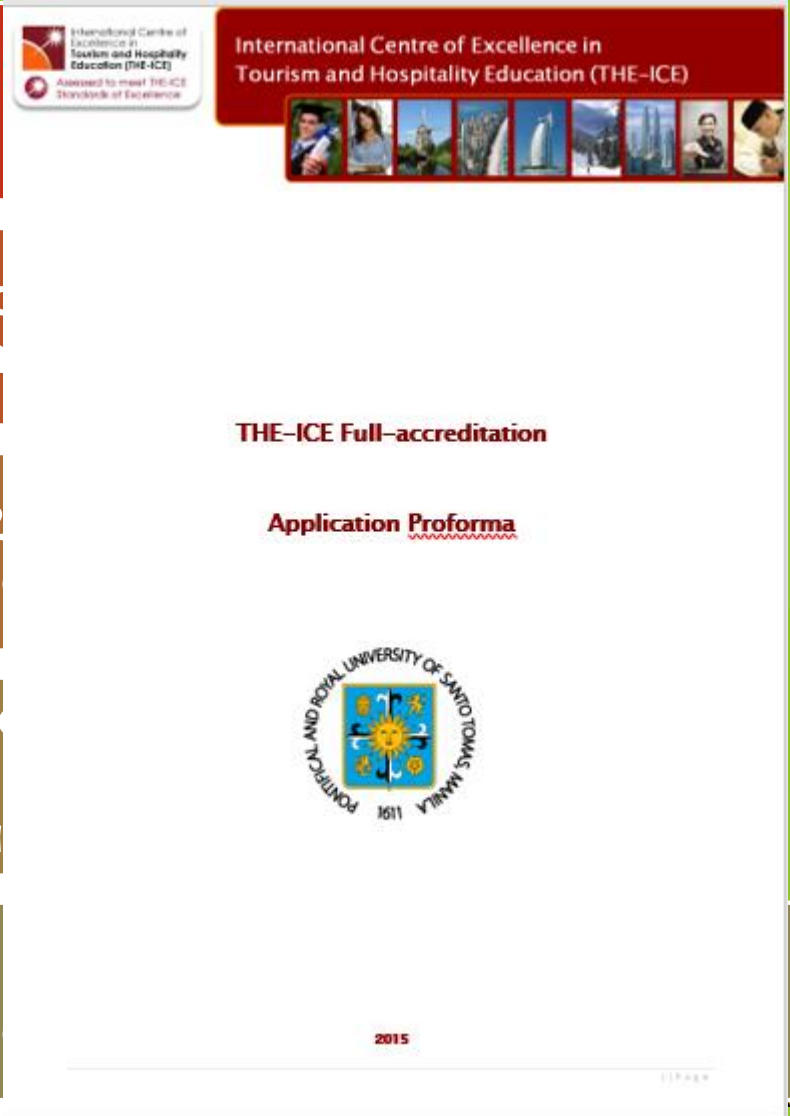 International Centre of
Excellence in
Tourism and Hospitality
Education (THE-ICE)
Assessed to meet THE-ICE
Standards of Excellence
International Centre of Excellence in
Tourism and Hospitality Education (THE-ICE)
THE-ICE Full-accreditation
Application Proforma
PONTIFICAL AND ROYAL UNIVERSITY OF SANTO TOMAS, MANILA
1611
2015
1 | P a g e